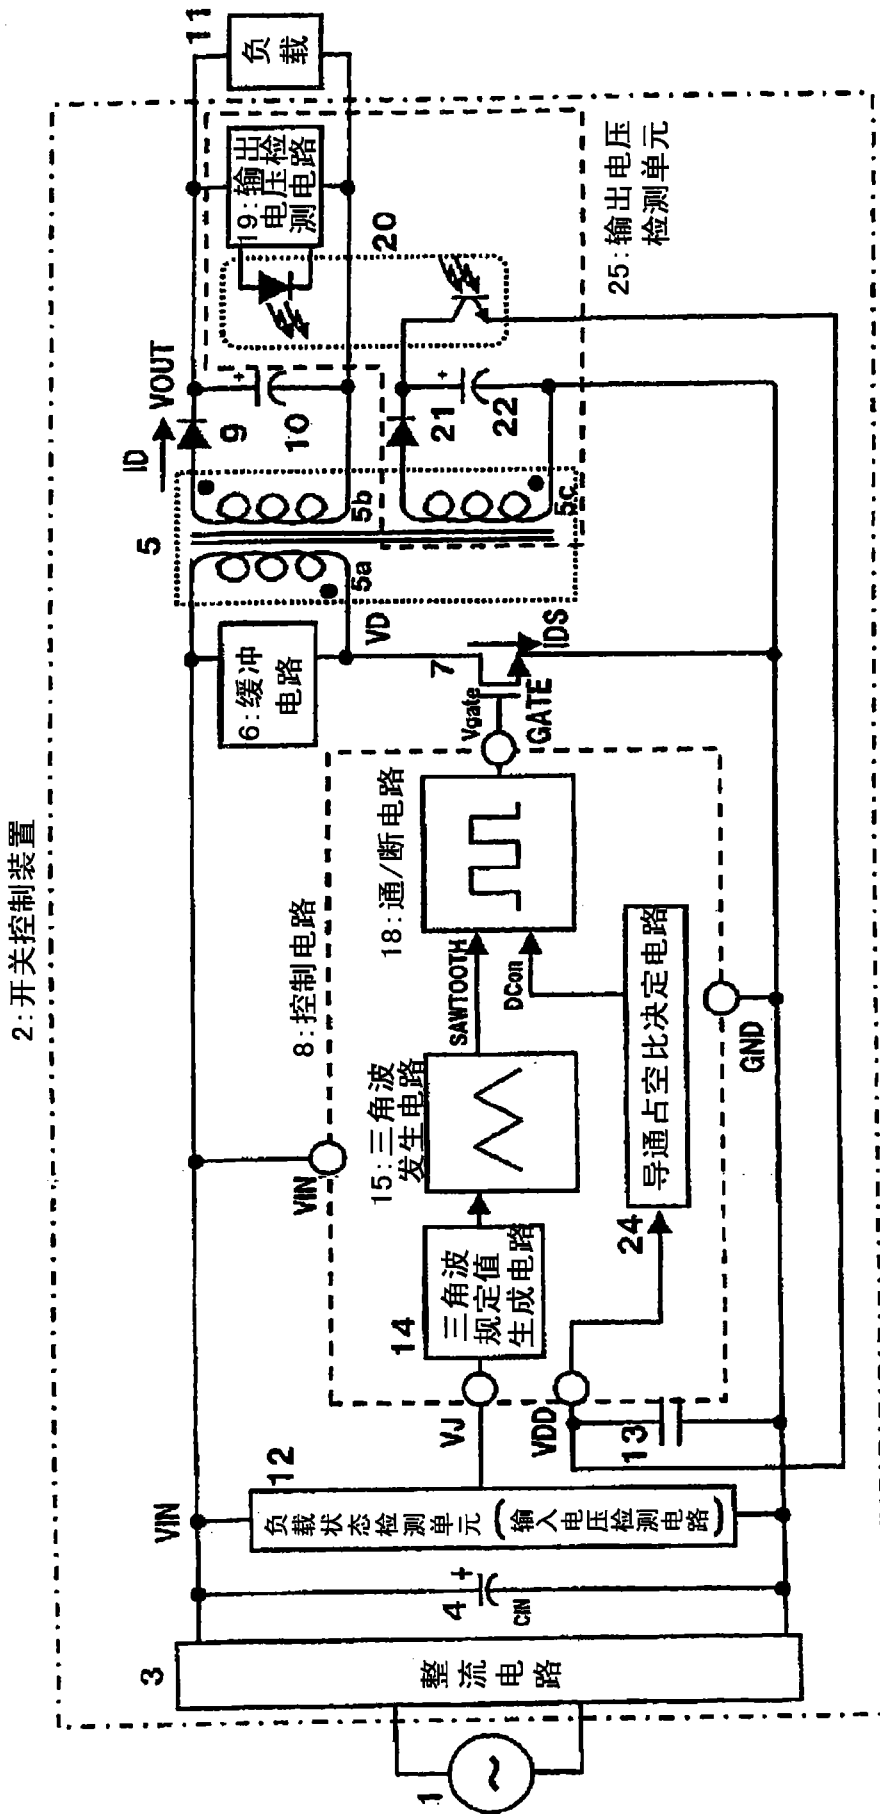 2:开关控制装置
1
3
整流电路
4
+
CIN
VIN
12
负载状态检测单元(输入电压检测电路)
VJ
VDD
13
14
三角波
规定值
生成电路
VIN
8:控制电路
15:三角波
发生电路
SAWTOOTH
DCon
24
导通占空比决定电路
GND
18:通/断电路
Vgate
GATE
6:缓冲
电路
VD
7
IDS
5
5a
5b
5c
ID
VOUT
9
+
10
21
+
22
20
19:输出
电压检
测电路
25:输出电压
检测单元
11
负
载